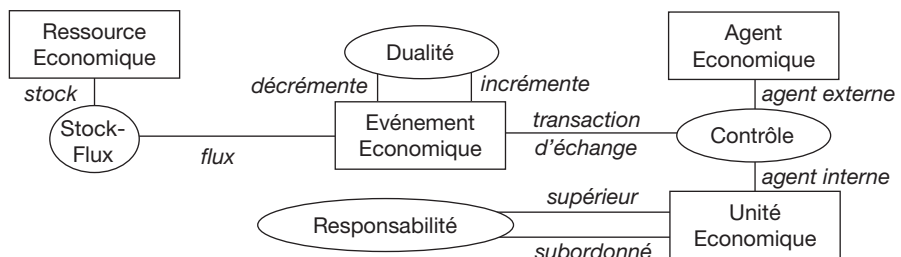 Ressource
Economique
Dualité
Agent
Economique
décrémente
incrémente
stock
agent externe
Stock-
Flux
flux
Evénement
Economique
transaction
d'échange
Contrôle
agent interne
Responsabilité
supérieur
subordonné
Unité
Economique